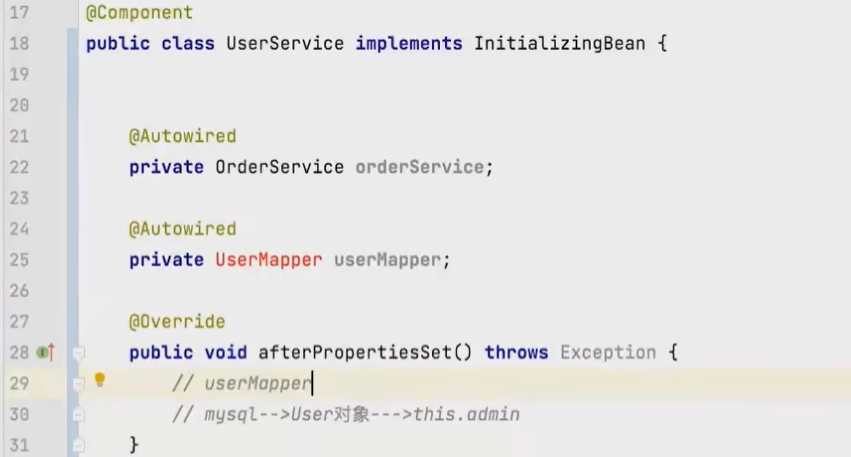 17 @Component
18 public class UserService implements InitializingBean {
19
20
21 @Autowired
22 private OrderService orderService;
23
24 @Autowired
25 private UserMapper userMapper;
26
27 @Override
28 public void afterPropertiesSet() throws Exception {
29 // userMapper
30 // mysql-->User对象--->this.admin
31 }